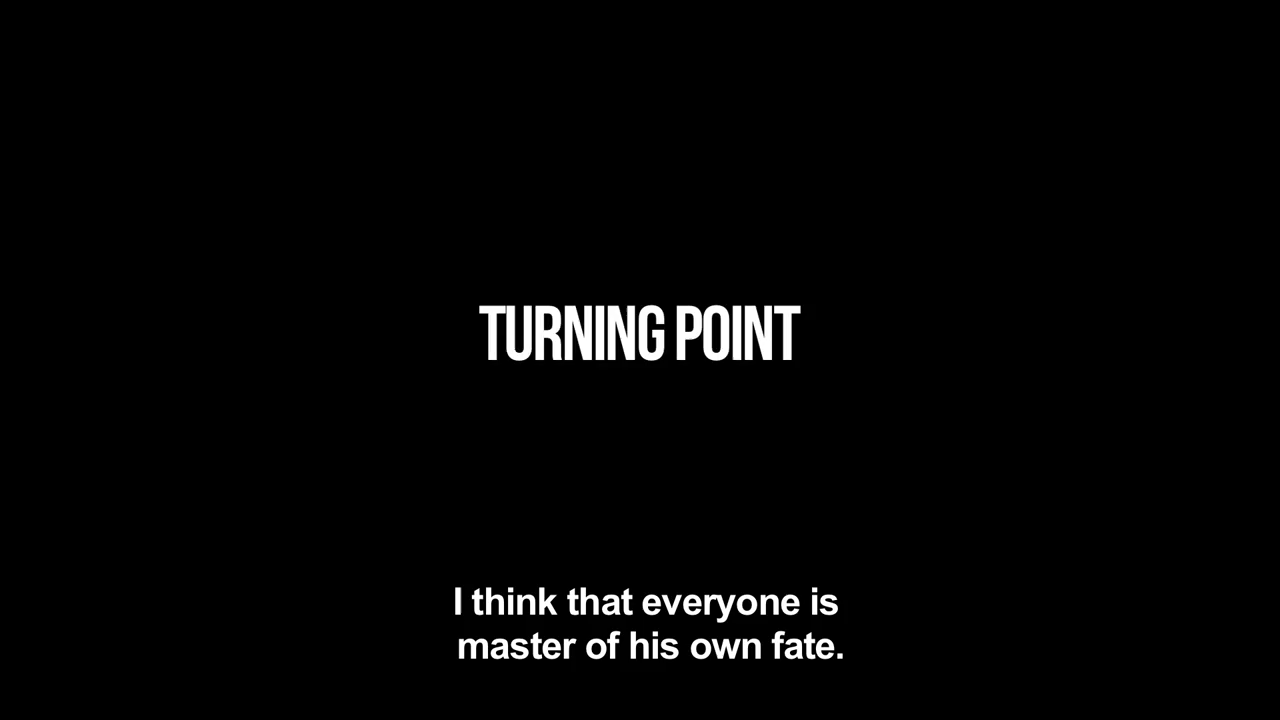 TURNING POINT
I think that everyone is
master of his own fate.